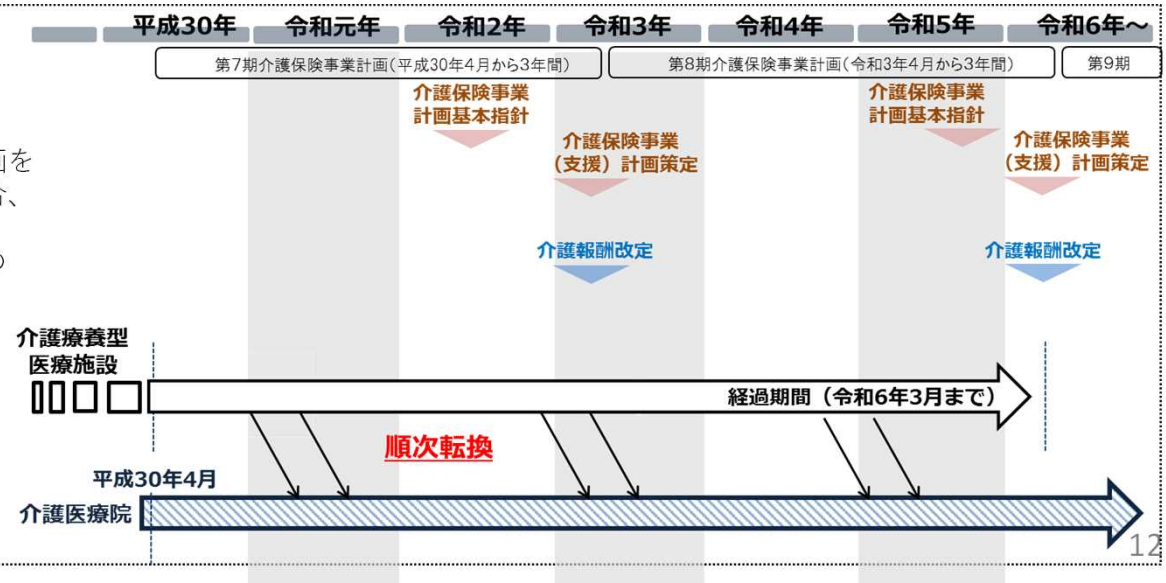 平成30年 令和元年 令和2年 令和3年 令和4年 令和5年 令和6年～
第7期介護保険事業計画(平成30年4月から3年間) 第8期介護保険事業計画(令和3年4月から3年間) 第9期
介護保険事業
計画基本指針
介護保険事業
(支援) 計画策定
介護保険事業
計画基本指針
介護保険事業
(支援) 計画策定
画を
合、
の
介護報酬改定
介護報酬改定
介護療養型
医療施設
経過期間（令和6年3月まで）
順次転換
平成30年4月
介護医療院
12